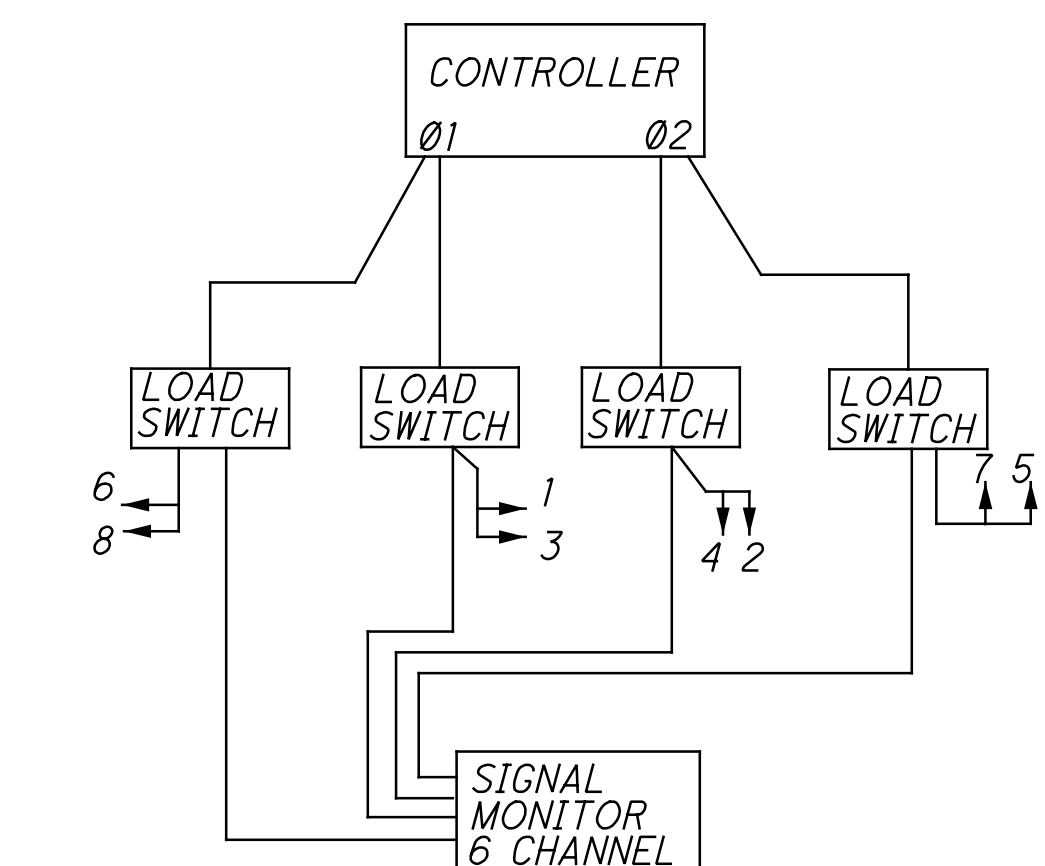 CONTROLLER
Ø1 Ø2
LOAD
SWITCH
LOAD
SWITCH
LOAD
SWITCH
LOAD
SWITCH
6
8
1
3
4 2
7 5
SIGNAL
MONITOR
6 CHANNEL